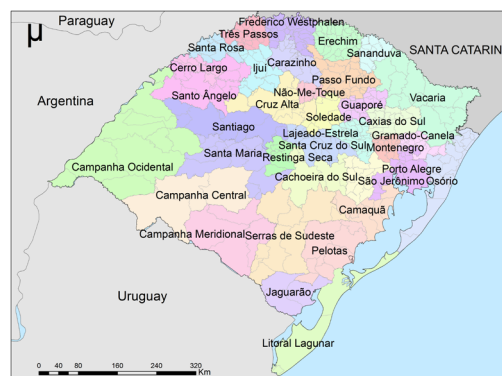 Paraguay
µ
Frederico Westphalen
Três Passos
Erechim
Sananduva
SANTA CATARIN
Santa Rosa
Carazinho
Cerro Largo
Ijuí
Passo Fundo
Argentina
Santo Ângelo
Não-Me-Toque
Vacaria
Cruz Alta
Guaporé
Soledade
Caxias do Sul
Santiago
Lajeado-Estrela
Gramado-Canela
Santa Cruz do Sul
Montenegro
Santa Maria
Restinga Seca
Campanha Ocidental
Porto Alegre
Cachoeira do Sul
São Jerônimo
Osório
Campanha Central
Camaquã
Campanha Meridional
Serras de Sudeste
Pelotas
Uruguay
Jaguarão
Litoral Lagunar
0 40 80 160 240 320
Km